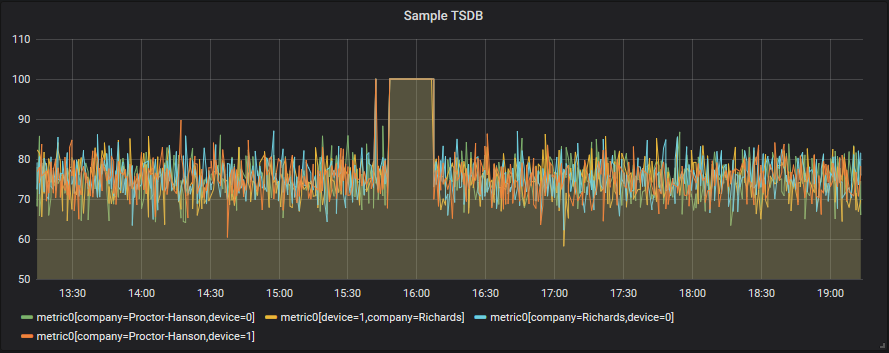 Sample TSDB
110
100
90
80
70
60
50
13:30 14:00 14:30 15:00 15:30 16:00 16:30 17:00 17:30 18:00 18:30 19:00
metric0[company=Proctor-Hanson,device=0] metric0[device=1,company=Richards] metric0[company=Richards,device=0]
metric0[company=Proctor-Hanson,device=1]